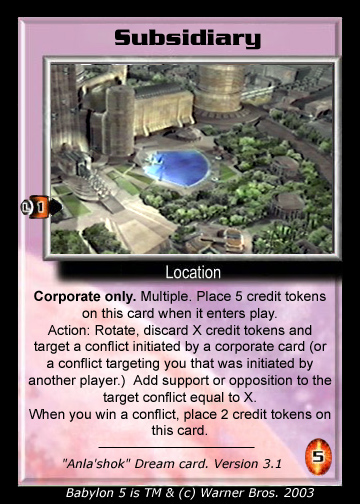 Subsidiary
1
Location
Corporate only. Multiple. Place 5 credit tokens
on this card when it enters play.
Action: Rotate, discard X credit tokens and
target a conflict initiated by a corporate card (or
a conflict targeting you that was initiated by
another player.)  Add support or opposition to the
target conflict equal to X.
When you win a conflict, place 2 credit tokens on
this card.
5
"Anla'shok" Dream card. Version 3.1
Babylon 5 is TM & (c) Warner Bros. 2003